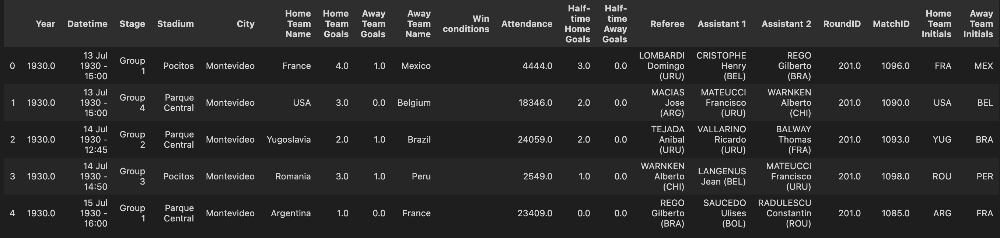 Year Datetime Stage Stadium City Home Team Name Home Team Goals Away Team Goals Away Team Name Win conditions Attendance Half-time Home Goals Half-time Away Goals Referee Assistant 1 Assistant 2 RoundID MatchID Home Team Initials Away Team Initials
0 1930.0 13 Jul 1930 - 15:00 Group 1 Pocitos Montevideo France 4.0 1.0 Mexico 4444.0 3.0 0.0 LOMBARDI Domingo (URU) CRISTOPHE Henry (BEL) REGO Gilberto (BRA) 201.0 1096.0 FRA MEX
1 1930.0 13 Jul 1930 - 15:00 Group 4 Parque Central Montevideo USA 3.0 0.0 Belgium 18346.0 2.0 0.0 MACIAS Jose (ARG) MATEUCCI Francisco (URU) WARNKEN Alberto (CHI) 201.0 1090.0 USA BEL
2 1930.0 14 Jul 1930 - 12:45 Group 2 Parque Central Montevideo Yugoslavia 2.0 1.0 Brazil 24059.0 2.0 0.0 TEJADA Anibal (URU) VALLARINO Ricardo (URU) BALWAY Thomas (FRA) 201.0 1093.0 YUG BRA
3 1930.0 14 Jul 1930 - 14:50 Group 3 Pocitos Montevideo Romania 3.0 1.0 Peru 2549.0 1.0 0.0 WARNKEN Alberto (CHI) LANGENUS Jean (BEL) MATEUCCI Francisco (URU) 201.0 1098.0 ROU PER
4 1930.0 15 Jul 1930 - 16:00 Group 1 Parque Central Montevideo Argentina 1.0 0.0 France 23409.0 0.0 0.0 REGO Gilberto (BRA) SAUCEDO Ulises (BOL) RADULESCU Constantin (ROU) 201.0 1085.0 ARG FRA